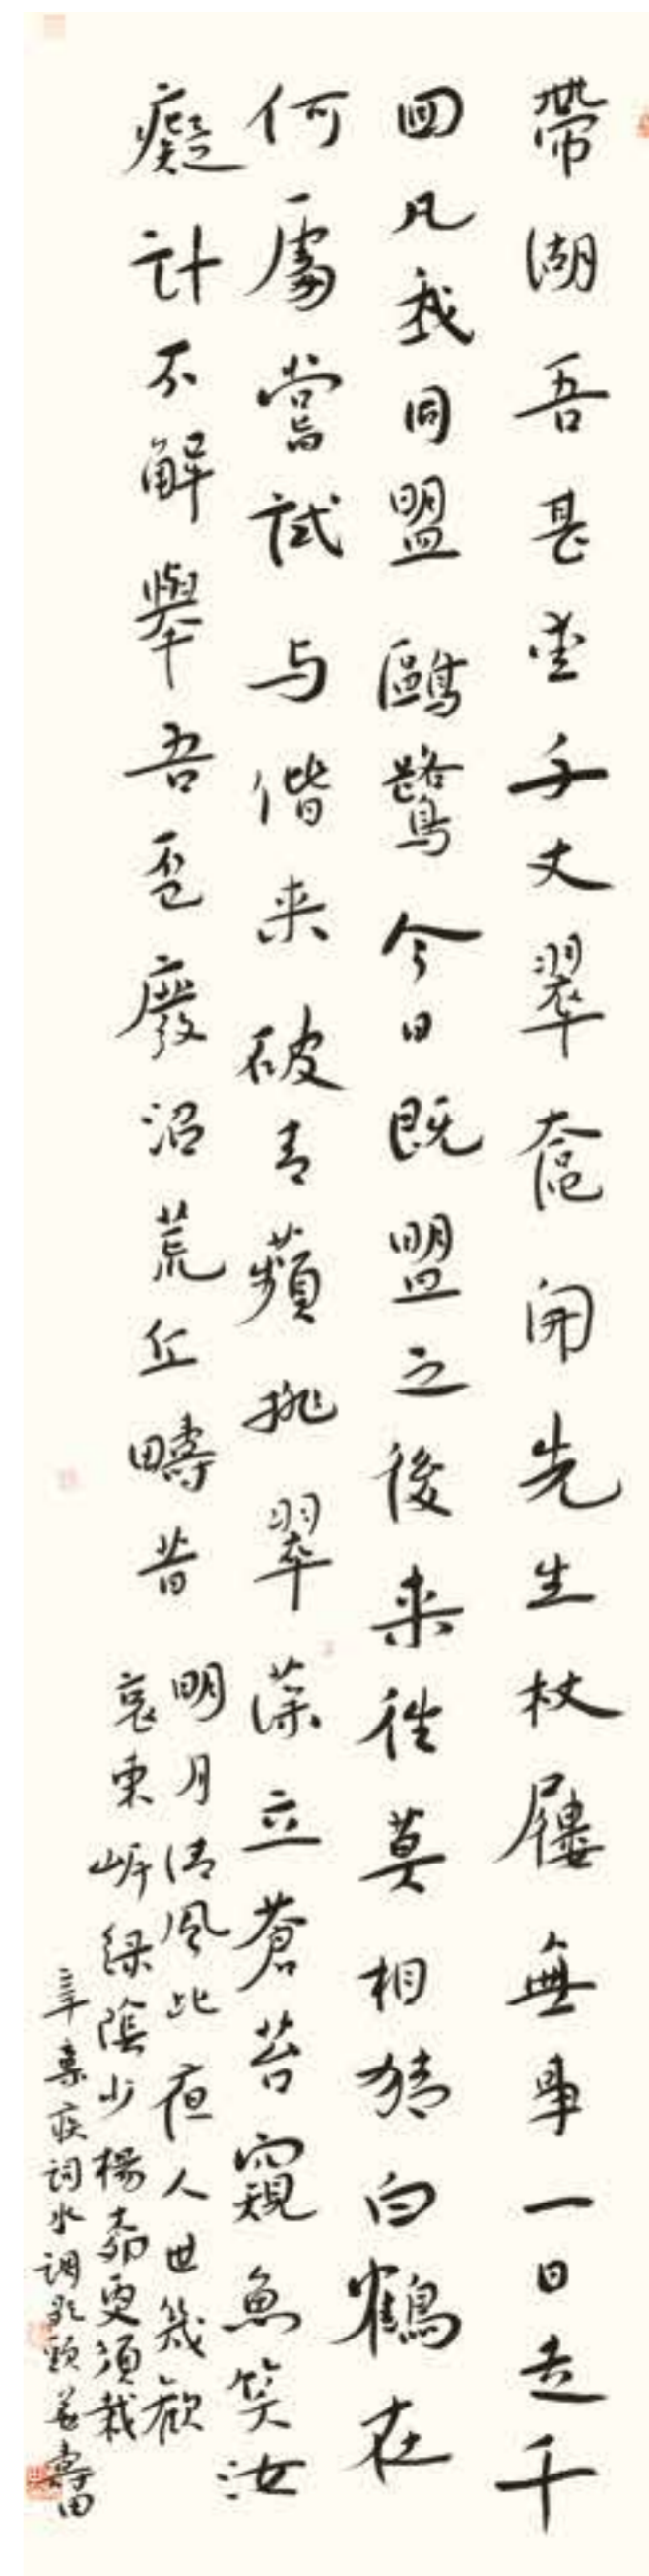 帶湖吾甚愛千丈翠奩開先生杖屨無事一日走千
回凡我同盟鷗鷺今日既盟之後来往莫相猜白鶴在
何處嘗試与偕来破青蘋排翠藻立蒼苔窺魚笑汝
癡計不解舉吾杯廢沼荒丘疇昔
明月清風此夜人世幾歡
哀東岸緑陰少楊柳更須栽
辛棄疾詞水調歌頭